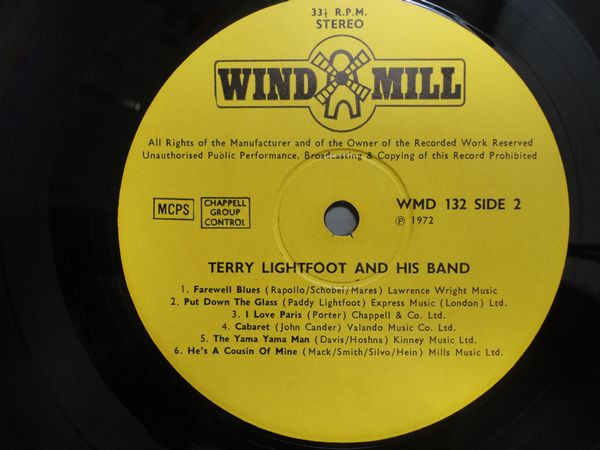 33⅓ R.P.M.
STEREO
WIND MILL
All Rights of the Manufacturer and of the Owner of the Recorded Work Reserved
Unauthorised Public Performance, Broadcasting & Copying of this Record Prohibited
MCPS
CHAPPELL
GROUP
CONTROL
WMD 132 SIDE 2
Ⓟ 1972
TERRY LIGHTFOOT AND HIS BAND
1. Farewell Blues (Rapollo/Schobel/Mares) Lawrence Wright Music
2. Put Down The Glass (Paddy Lightfoot) Express Music (London) Ltd.
3. I Love Paris (Porter) Chappell & Co. Ltd.
4. Cabaret (John Cander) Valando Music Co. Ltd.
5. The Yama Yama Man (Davis/Hoshna) Kinney Music Ltd.
6. He's A Cousin Of Mine (Mack/Smith/Silvo/Hein) Mills Music Ltd.